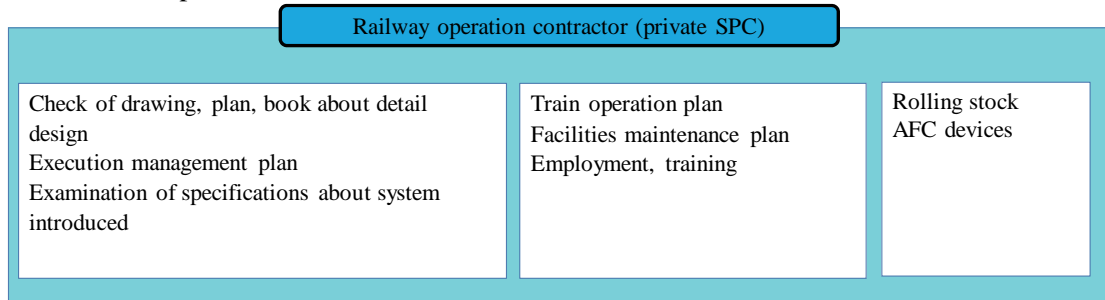 Railway operation contractor (private SPC)
Check of drawing, plan, book about detail
design
Execution management plan
Examination of specifications about system
introduced
Train operation plan
Facilities maintenance plan
Employment, training
Rolling stock
AFC devices